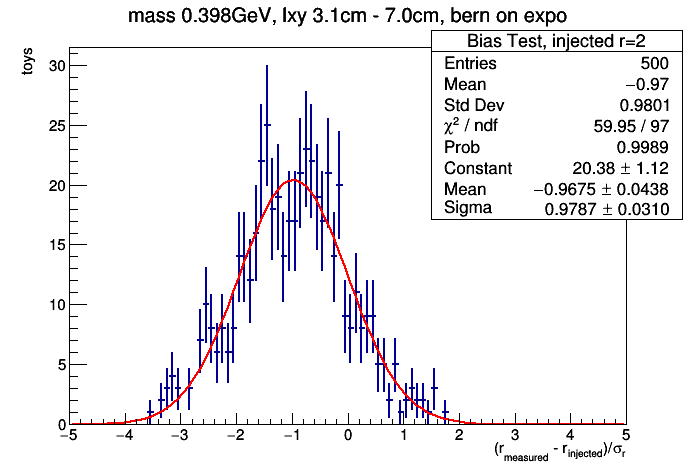 mass 0.398GeV, lxy 3.1cm - 7.0cm, bern on expo
Bias Test, injected r=2
Entries 500
Mean −0.97
Std Dev 0.9801
χ² / ndf 59.95 / 97
Prob 0.9989
Constant 20.38 ± 1.12
Mean −0.9675 ± 0.0438
Sigma 0.9787 ± 0.0310
toys
30
25
20
15
10
5
0
−5 −4 −3 −2 −1 0 1 2 3 4 5
(r_measured - r_injected)/σ_r